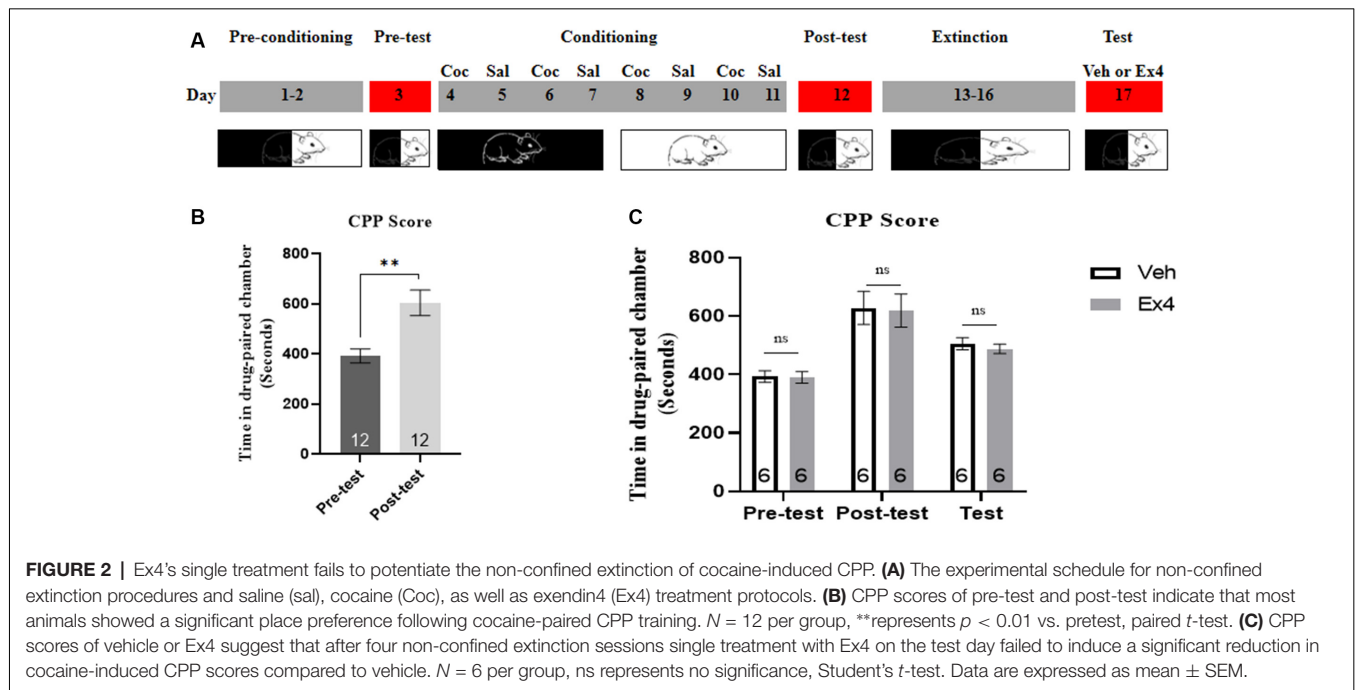 A
Pre-conditioning Pre-test Conditioning Post-test Extinction Test
Coc Sal Coc Sal Coc Sal Coc Sal Veh or Ex4
Day 1-2 3 4 5 6 7 8 9 10 11 12 13-16 17
B
CPP Score
Time in drug-paired chamber
(Seconds)
800
600
400
200
0
**
12 12
Pre-test Post-test
C
CPP Score
Time in drug-paired chamber
(Seconds)
800
600
400
200
0
ns ns ns
6 6 6 6 6 6
Pre-test Post-test Test
Veh
Ex4
FIGURE 2 | Ex4's single treatment fails to potentiate the non-confined extinction of cocaine-induced CPP. (A) The experimental schedule for non-confined
extinction procedures and saline (sal), cocaine (Coc), as well as exendin4 (Ex4) treatment protocols. (B) CPP scores of pre-test and post-test indicate that most
animals showed a significant place preference following cocaine-paired CPP training. N = 12 per group, **represents p < 0.01 vs. pretest, paired t-test. (C) CPP
scores of vehicle or Ex4 suggest that after four non-confined extinction sessions single treatment with Ex4 on the test day failed to induce a significant reduction in
cocaine-induced CPP scores compared to vehicle. N = 6 per group, ns represents no significance, Student's t-test. Data are expressed as mean ± SEM.